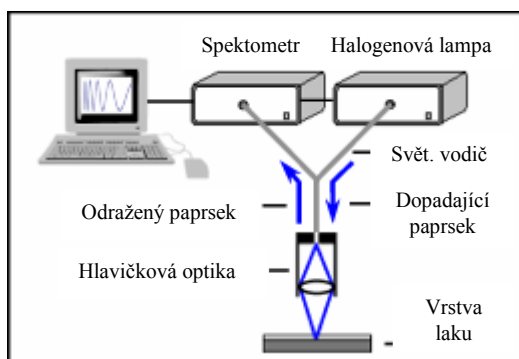 Spektometr
Halogenová lampa
Svět. vodič
Odražený paprsek
Dopadající
paprsek
Hlavičková optika
Vrstva
laku